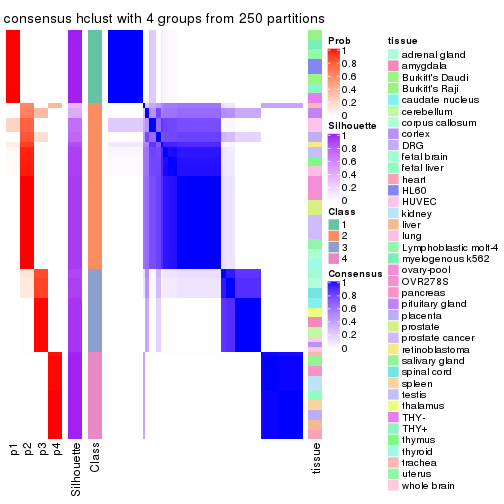 consensus hclust with 4 groups from 250 partitions
Prob
1
0.8
0.6
0.4
0.2
0
Silhouette
1
0.8
0.6
0.4
0.2
0
Class
1
2
3
4
Consensus
1
0.8
0.6
0.4
0.2
0
tissue
adrenal gland
amygdala
Burkitt's Daudi
Burkitt's Raji
caudate nucleus
cerebellum
corpus callosum
cortex
DRG
fetal brain
fetal liver
heart
HL60
HUVEC
kidney
liver
lung
Lymphoblastic molt-4
myelogenous k562
ovary-pool
OVR278S
pancreas
pituitary gland
placenta
prostate
prostate cancer
retinoblastoma
salivary gland
spinal cord
spleen
testis
thalamus
THY-
THY+
thymus
thyroid
trachea
uterus
whole brain
p1
p2
p3
p4
Silhouette
Class
tissue